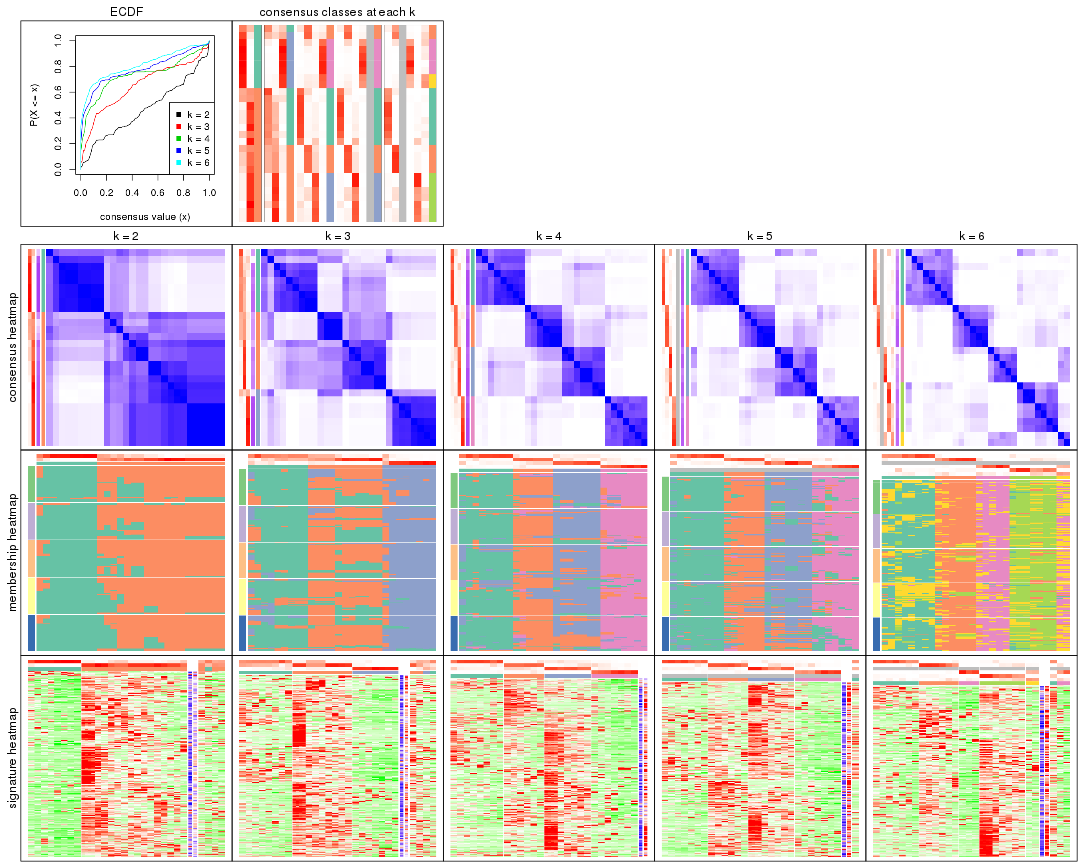 ECDF
consensus classes at each k
P(X <= x)
0.0
0.2
0.4
0.6
0.8
1.0
k = 2
k = 3
k = 4
k = 5
k = 6
0.0 0.2 0.4 0.6 0.8 1.0
consensus value (x)
k = 2
k = 3
k = 4
k = 5
k = 6
consensus heatmap
membership heatmap
signature heatmap